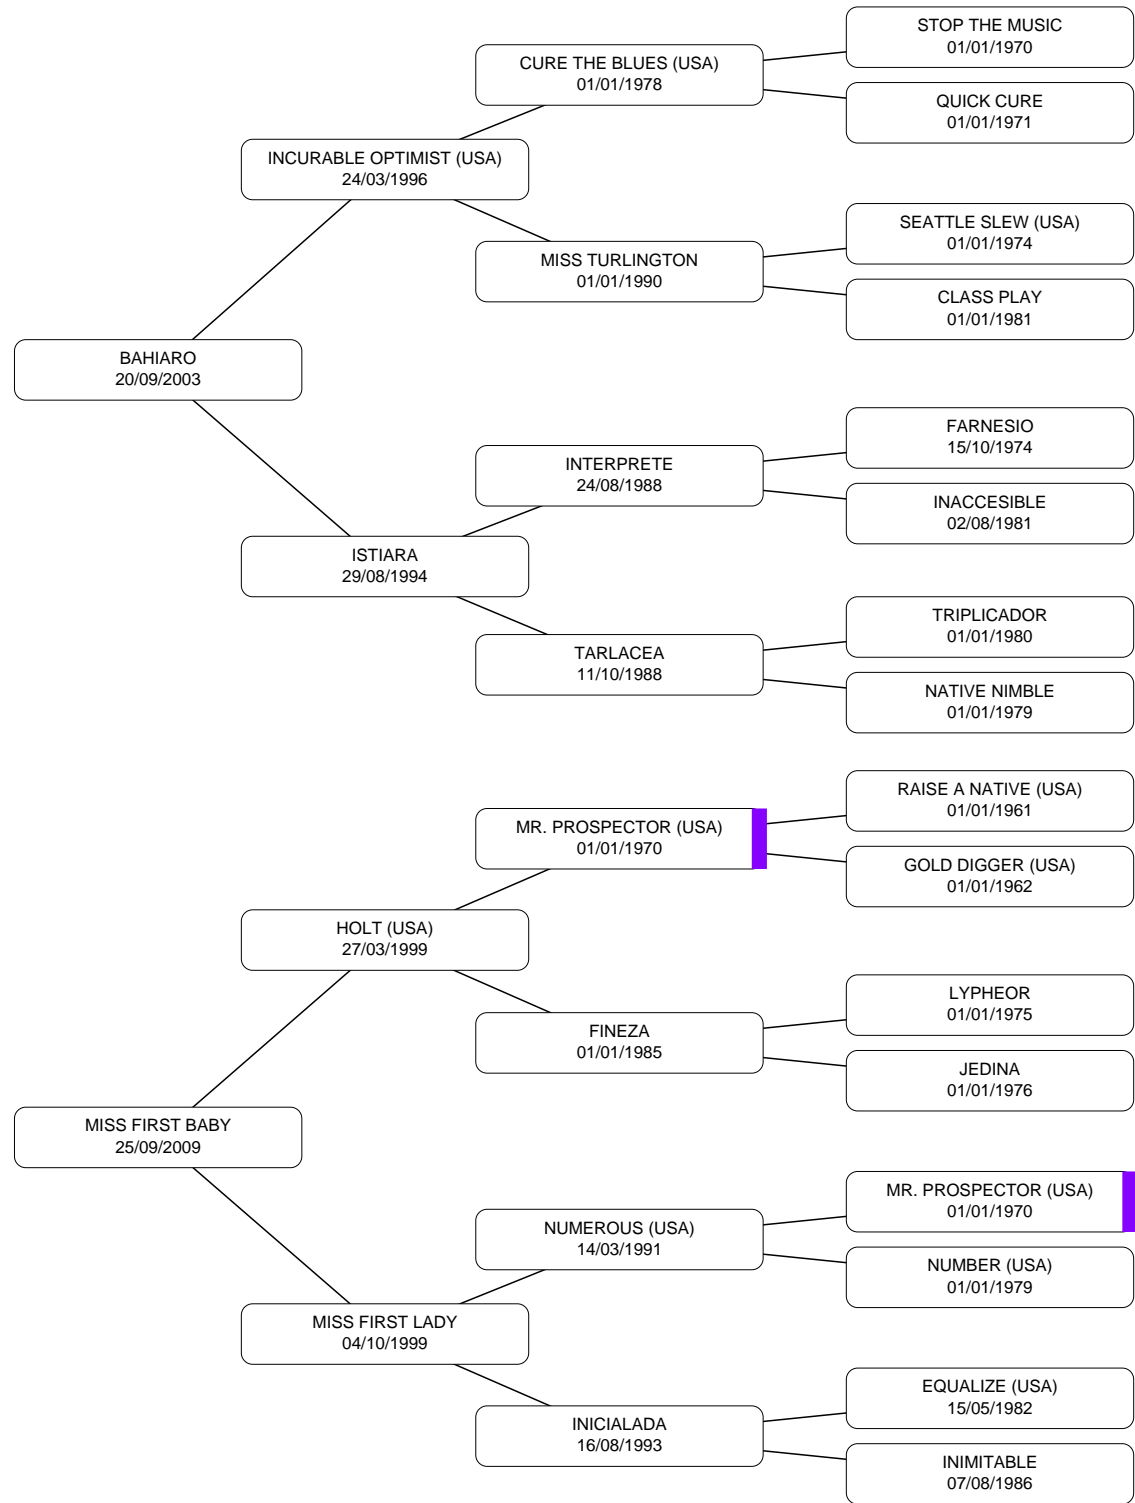 STOP THE MUSIC
01/01/1970
CURE THE BLUES (USA)
01/01/1978
QUICK CURE
01/01/1971
INCURABLE OPTIMIST (USA)
24/03/1996
SEATTLE SLEW (USA)
01/01/1974
MISS TURLINGTON
01/01/1990
CLASS PLAY
01/01/1981
BAHIARO
20/09/2003
FARNESIO
15/10/1974
INTERPRETE
24/08/1988
INACCESIBLE
02/08/1981
ISTIARA
29/08/1994
TRIPLICADOR
01/01/1980
TARLACEA
11/10/1988
NATIVE NIMBLE
01/01/1979
RAISE A NATIVE (USA)
01/01/1961
MR. PROSPECTOR (USA)
01/01/1970
GOLD DIGGER (USA)
01/01/1962
HOLT (USA)
27/03/1999
LYPHEOR
01/01/1975
FINEZA
01/01/1985
JEDINA
01/01/1976
MISS FIRST BABY
25/09/2009
MR. PROSPECTOR (USA)
01/01/1970
NUMEROUS (USA)
14/03/1991
NUMBER (USA)
01/01/1979
MISS FIRST LADY
04/10/1999
EQUALIZE (USA)
15/05/1982
INICIALADA
16/08/1993
INIMITABLE
07/08/1986